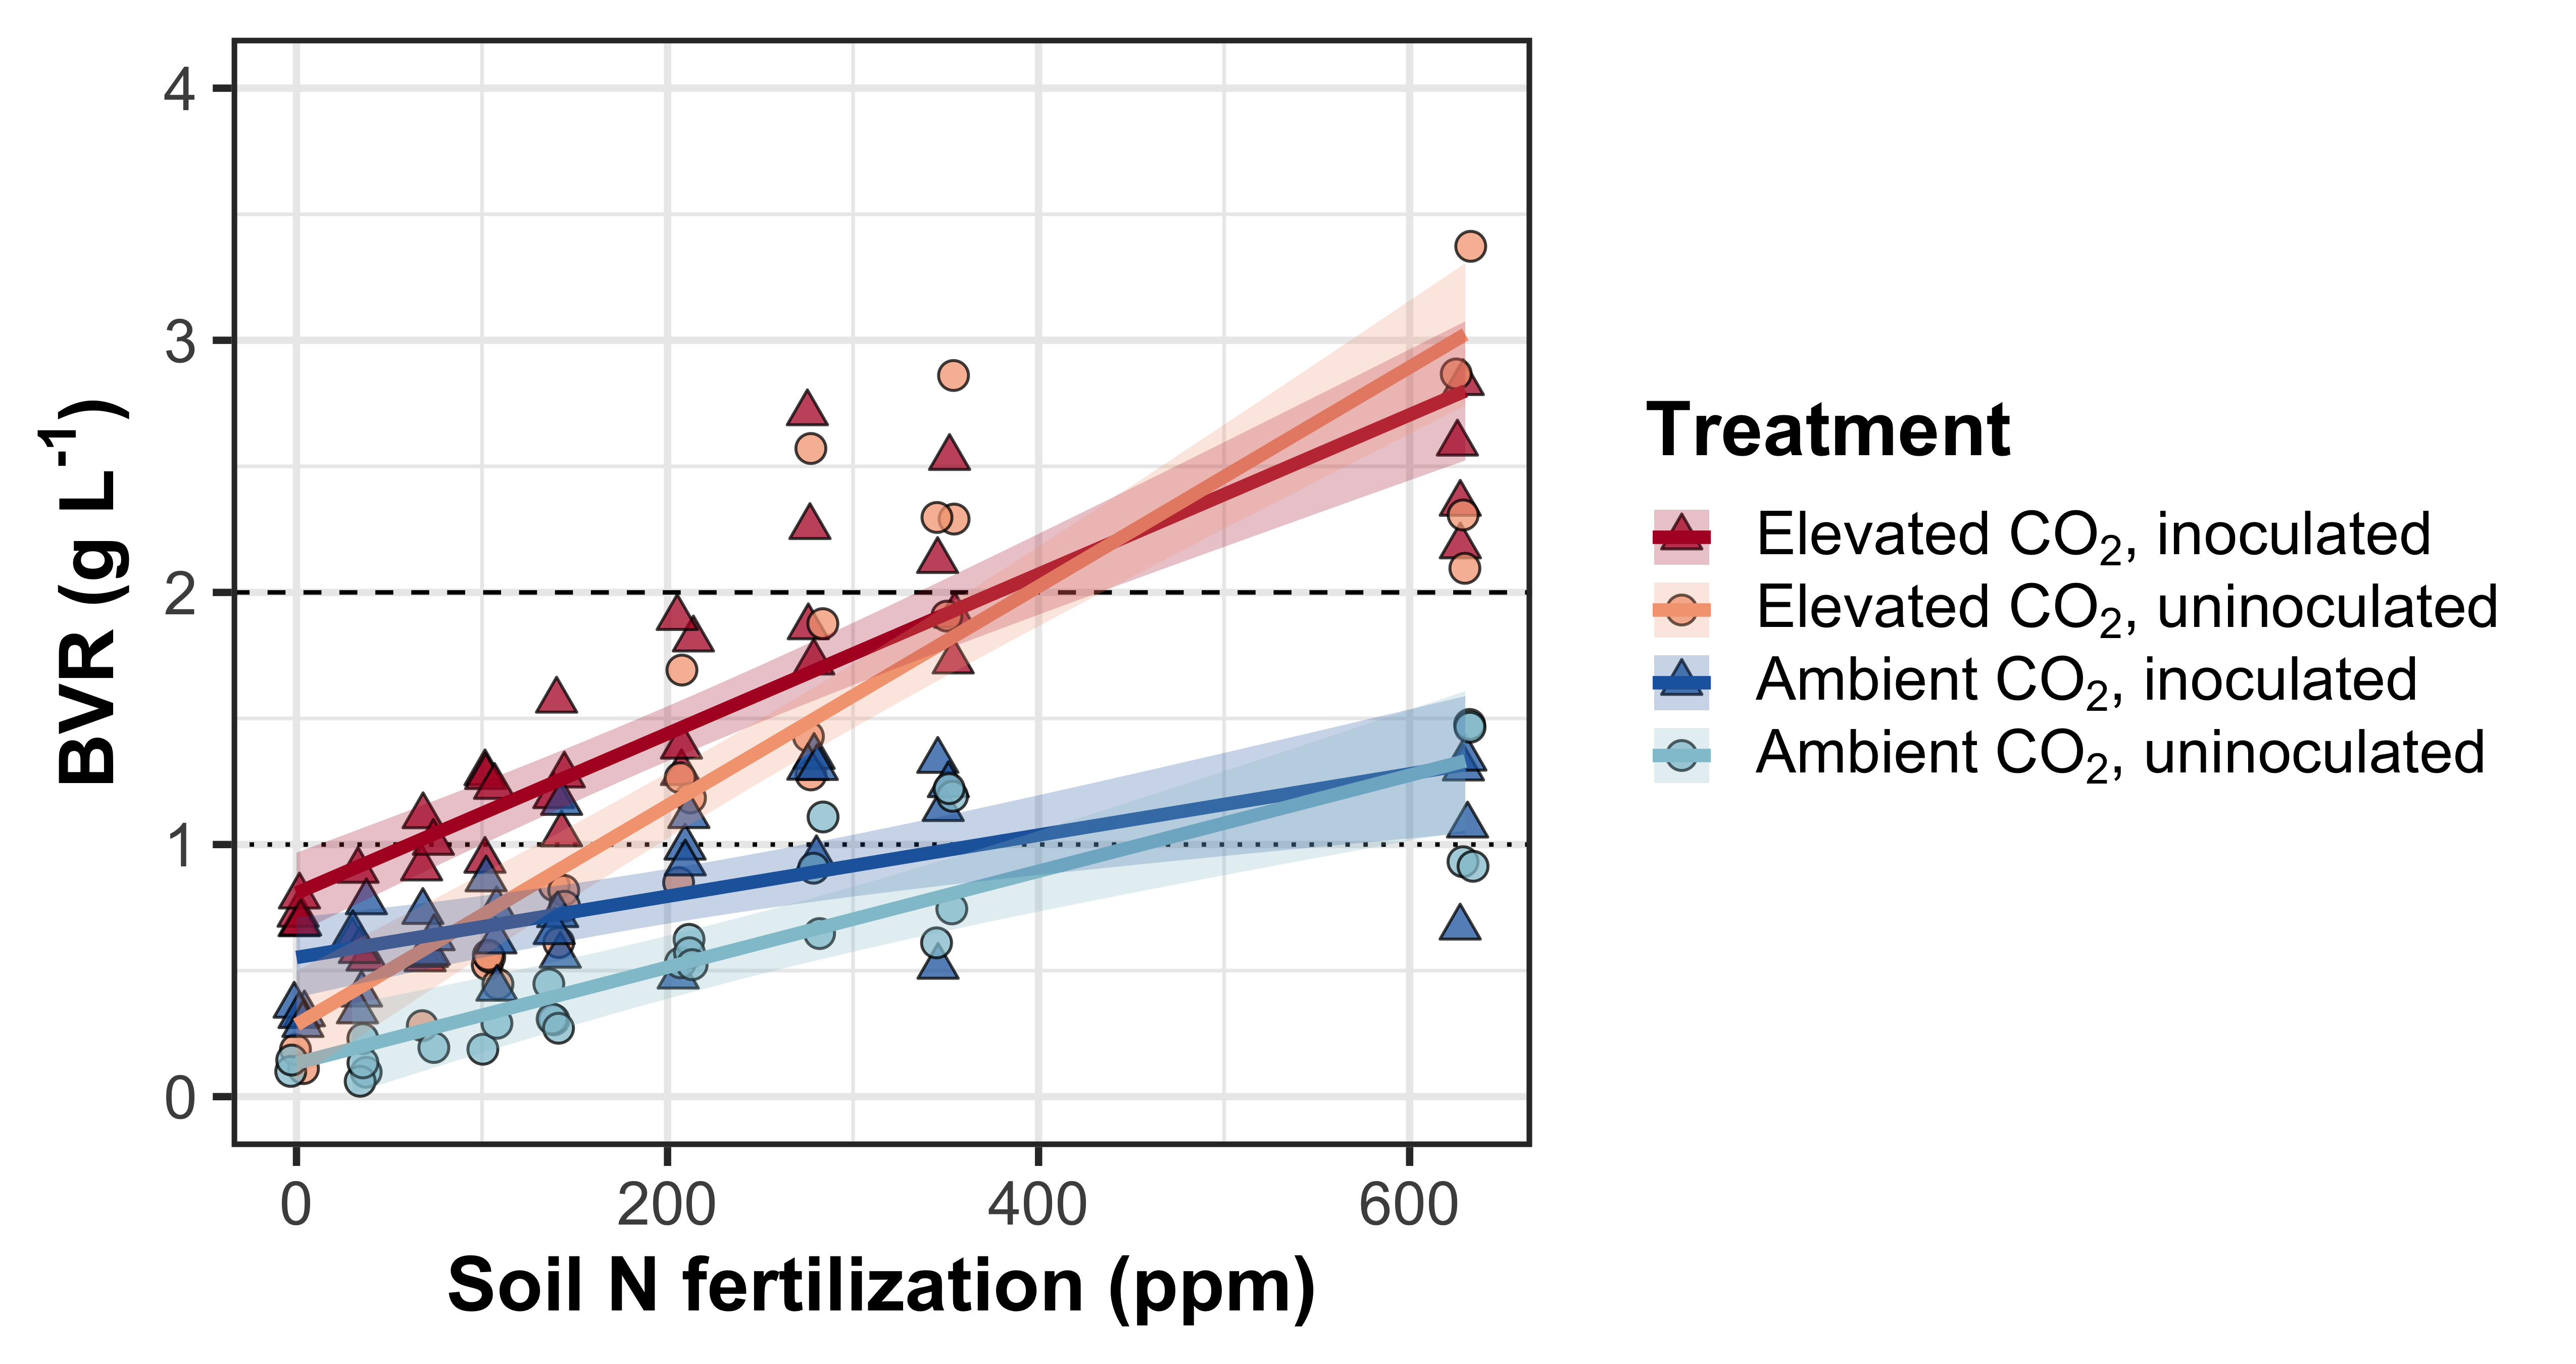 4
3
2
1
0
BVR (g L-1)
0 200 400 600
Soil N fertilization (ppm)
Treatment
Elevated CO2, inoculated
Elevated CO2, uninoculated
Ambient CO2, inoculated
Ambient CO2, uninoculated